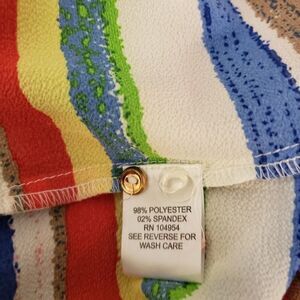 98% POLYESTER
02% SPANDEX
RN 104954
SEE REVERSE FOR
WASH CARE